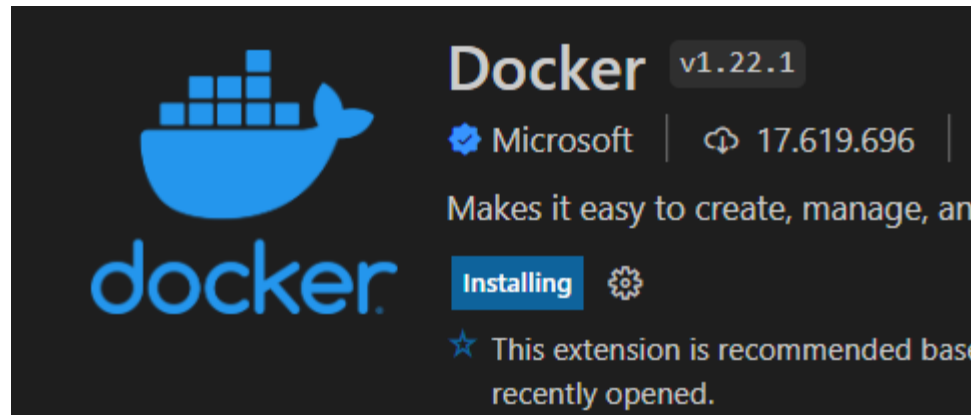 docker
Docker v1.22.1
Microsoft 17.619.696
Makes it easy to create, manage, an
Installing
This extension is recommended base
recently opened.